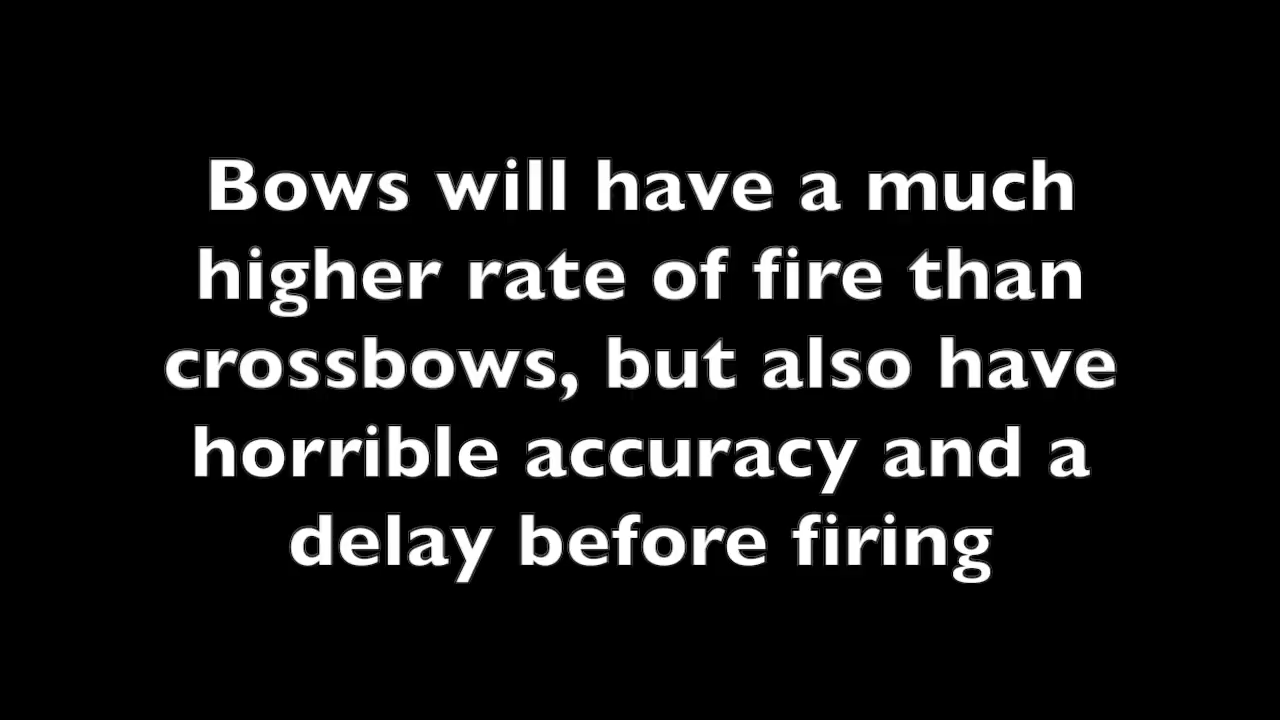 Bows will have a much
higher rate of fire than
crossbows, but also have
horrible accuracy and a
delay before firing